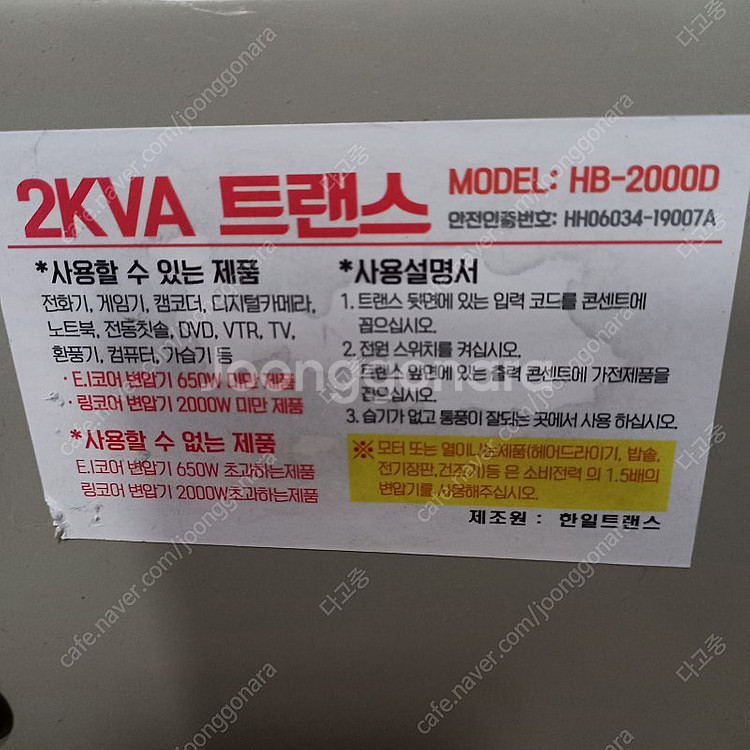 2KVA 트랜스
MODEL: HB-2000D
안전인증번호: HH06034-19007A
*사용할 수 있는 제품
전화기, 게임기, 캠코더, 디지털카메라,
노트북, 전동칫솔, DVD, VTR, TV,
환풍기, 컴퓨터, 가습기 등
· E.I코어 변압기 650W 미만 제품
· 링코어 변압기 2000W 미만 제품
*사용할 수 없는 제품
E.I코어 변압기 650W 초과하는제품
링코어 변압기 2000W초과하는제품
*사용설명서
1. 트랜스 뒷면에 있는 입력 코드를 콘센트에
꼽으십시오.
2. 전원 스위치를 켜십시오.
트랜스 앞면에 있는 출력 콘센트에 가전제품을
꼽으십시오.
3. 습기가 없고 통풍이 잘되는 곳에서 사용 하십시오.
※ 모터 또는 열이나는제품(헤어드라이기, 밥솥,
전기장판,건조기)등 은 소비전력 의 1.5배의
변압기를 사용해주십시오.
제조원 : 한일트랜스
joonggonara
cafe.naver.com/joonggonara
다고중